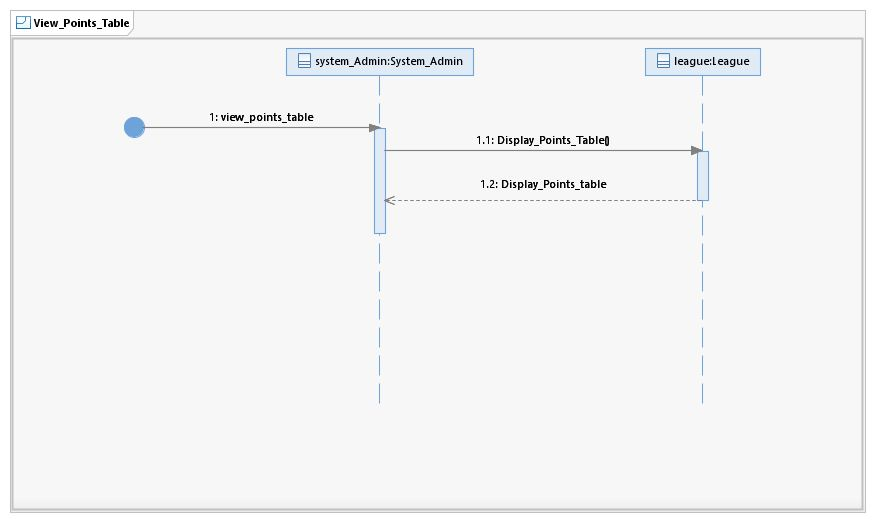 View_Points_Table
system_Admin:System_Admin
league:League
1: view_points_table
1.1: Display_Points_Table()
1.2: Display_Points_table